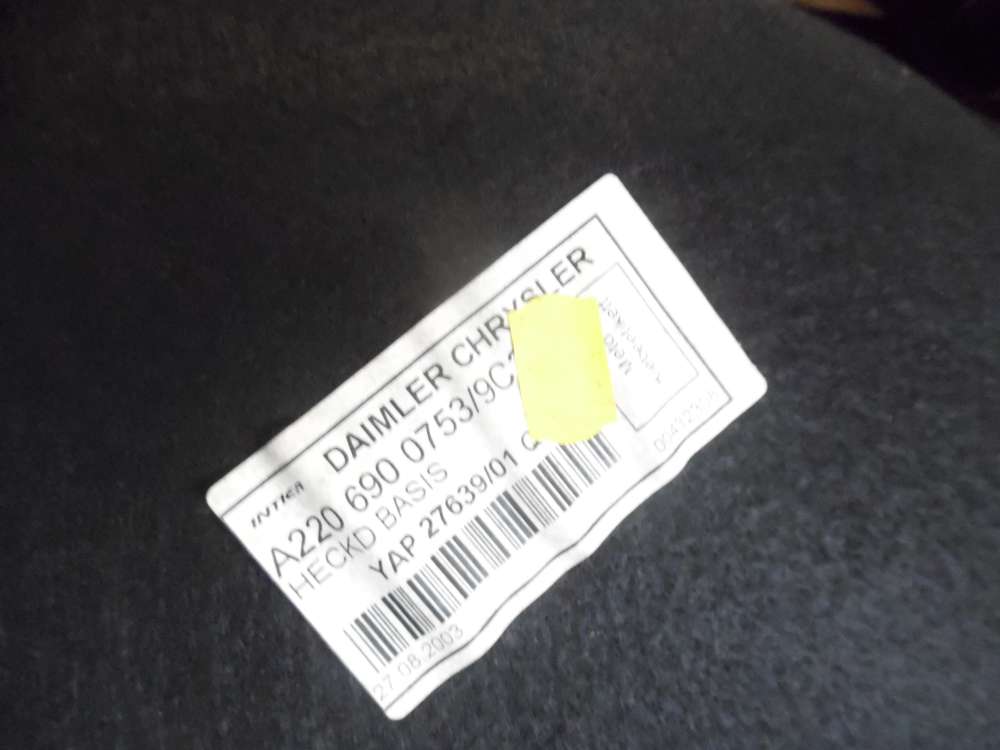 INTIER
DAIMLER CHRYSLER
A220 690 0753/9C
HECKD BASIS
YAP 27639/01
27.08.2003